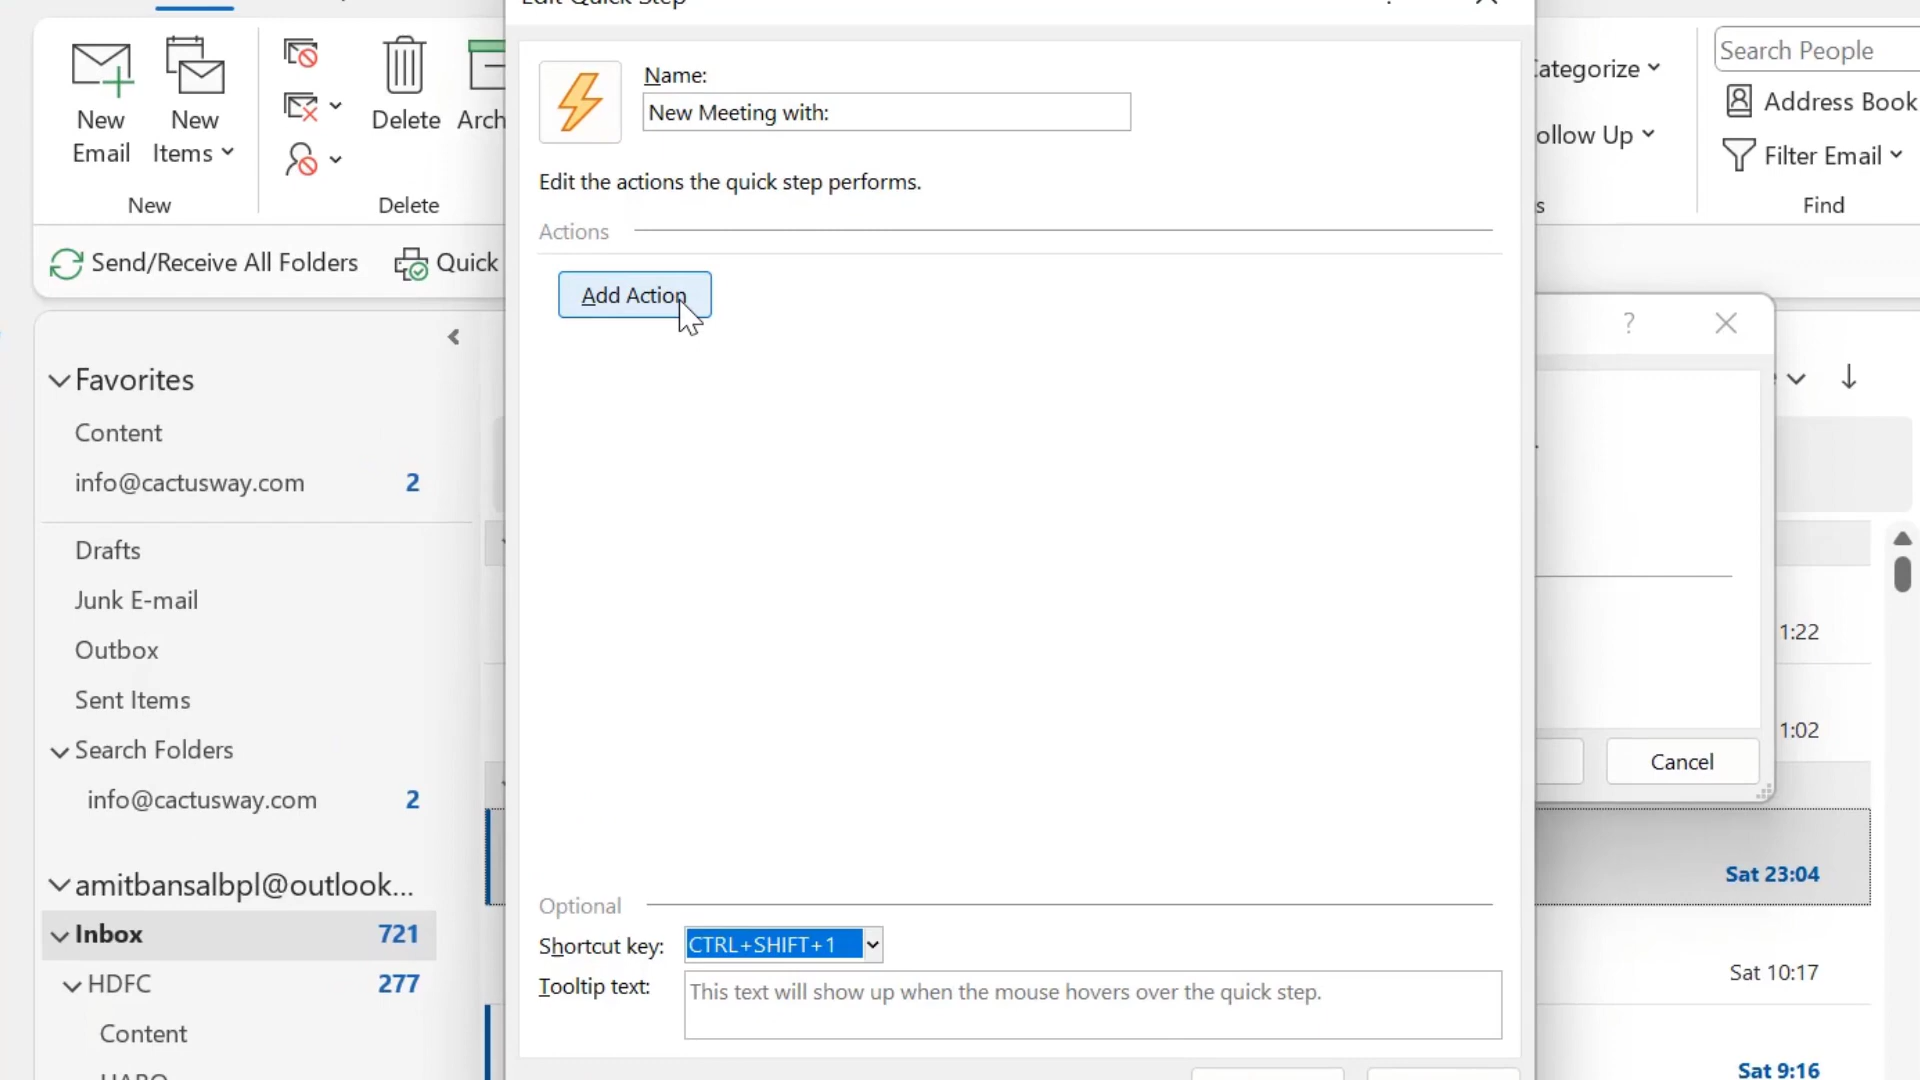 Edit Quick Step
Name:
New Meeting with:
Edit the actions the quick step performs.
Actions
Add Action
Optional
Shortcut key:
CTRL+SHIFT+1
Tooltip text:
This text will show up when the mouse hovers over the quick step.
New
Email
New
Items
New
Delete
Arch
Delete
Send/Receive All Folders
Quick
Favorites
Content
info@cactusway.com 2
Drafts
Junk E-mail
Outbox
Sent Items
Search Folders
info@cactusway.com 2
amitbansalbpl@outlook...
Inbox 721
HDFC 277
Content
ategorize
ollow Up
s
Search People
Address Book
Filter Email
Find
?
1:22
1:02
Cancel
Sat 23:04
Sat 10:17
Sat 9:16